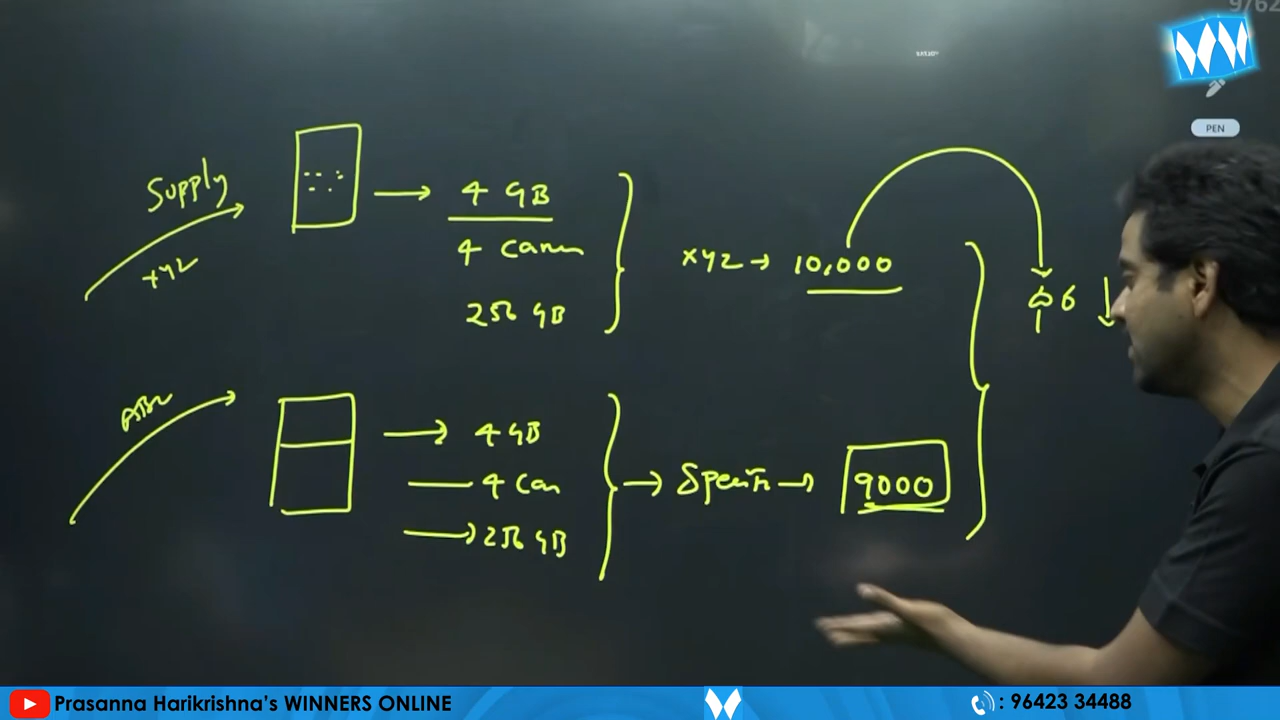 Supply
xyz
4 GB
4 Cam
256 GB
xyz → 10,000
6 ↓
ABC
→ 4 GB
4 Cam
→ 256 GB
→ → 9000
PEN
Prasanna Harikrishna's WINNERS ONLINE
W
: 96423 34488